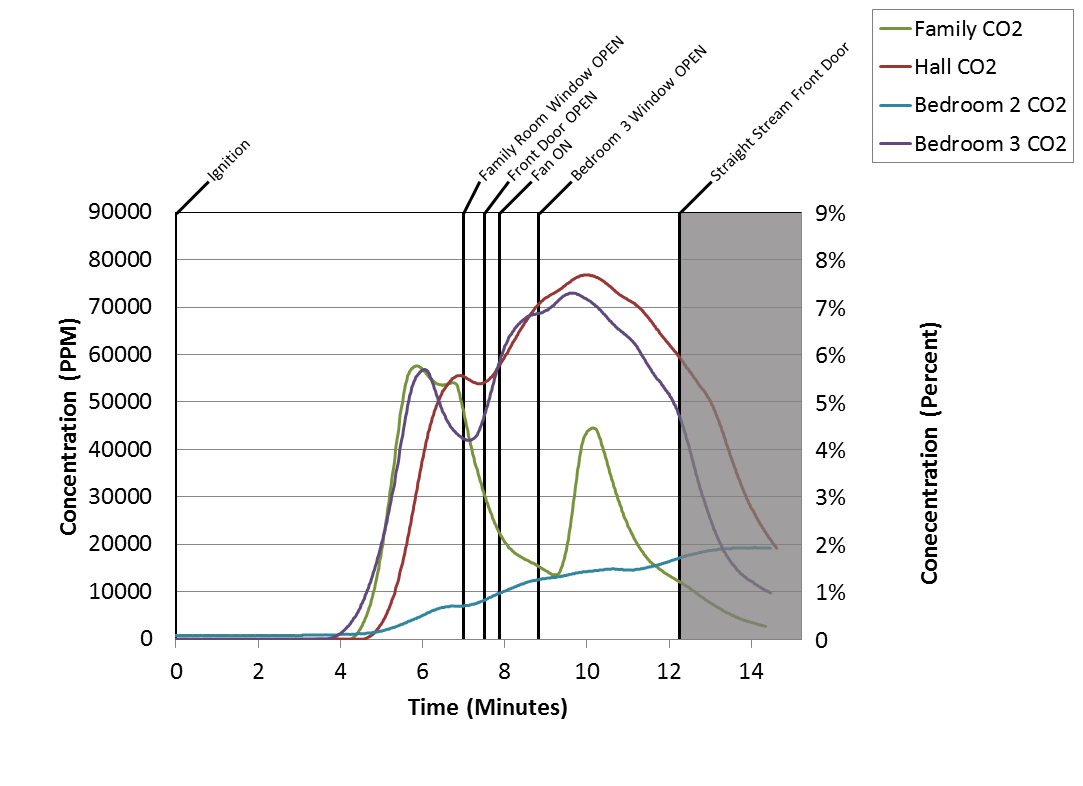 Family CO2
Hall CO2
Bedroom 2 CO2
Bedroom 3 CO2
Ignition
Family Room Window OPEN
Front Door OPEN
Fan ON
Bedroom 3 Window OPEN
Straight Stream Front Door
90000
80000
70000
60000
50000
40000
30000
20000
10000
0
Concentration (PPM)
9%
8%
7%
6%
5%
4%
3%
2%
1%
0
Conecentration (Percent)
0 2 4 6 8 10 12 14
Time (Minutes)